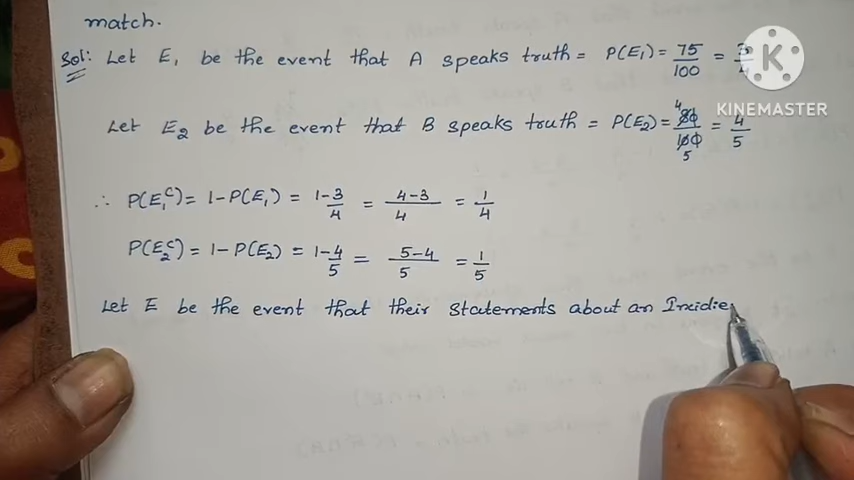 match.
Sol: Let E₁ be the event that A speaks truth = P(E₁) = 75/100 = 3/4
Let E₂ be the event that B speaks truth = P(E₂) = 80/100 = 4/5
∴ P(E₁ᶜ) = 1-P(E₁) = 1-3/4 = 4-3/4 = 1/4
P(E₂ᶜ) = 1-P(E₂) = 1-4/5 = 5-4/5 = 1/5
Let E be the event that their statements about an Incide
K
KINEMASTER